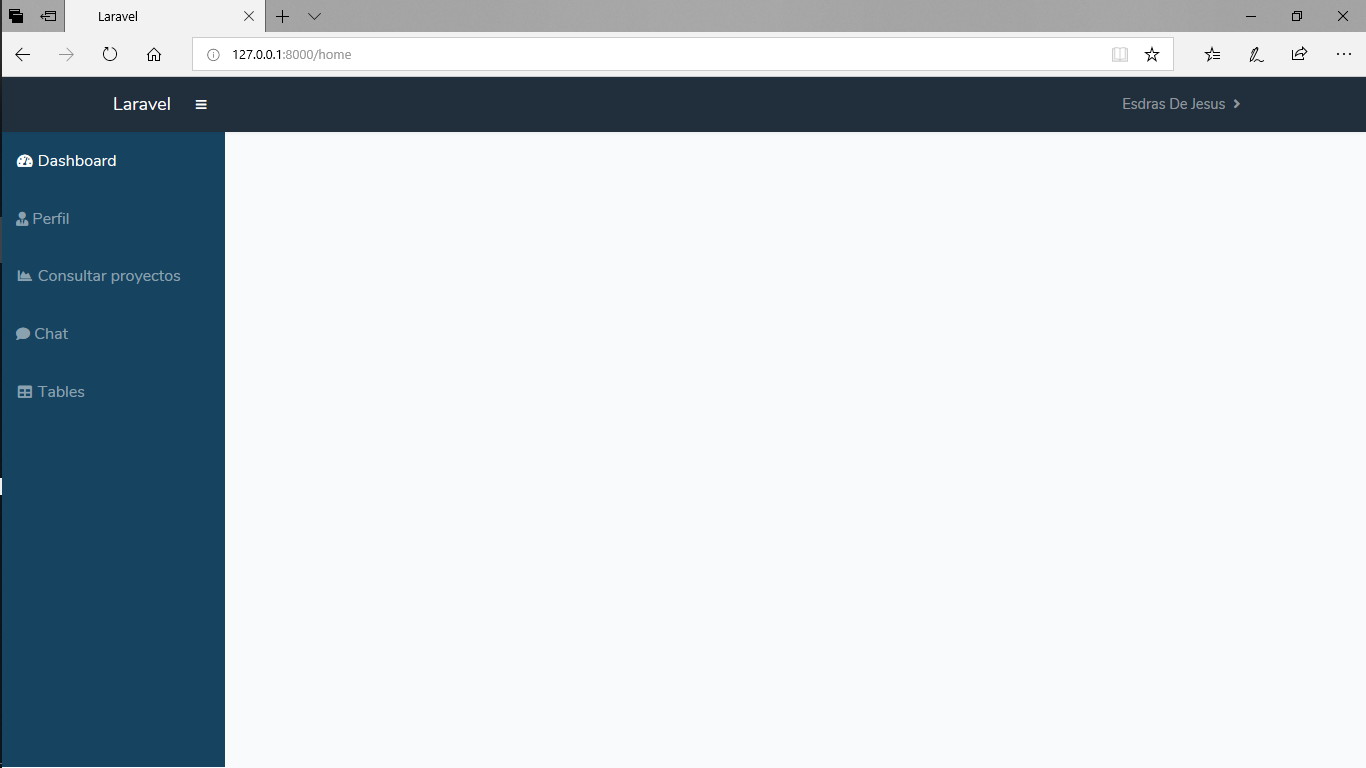 Laravel
127.0.0.1:8000/home
Laravel
Esdras De Jesus
Dashboard
Perfil
Consultar proyectos
Chat
Tables